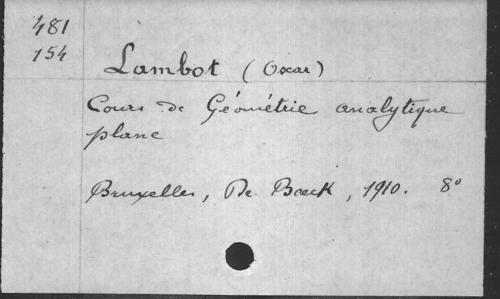 481
154
Lambot (Oscar)
Cours de Géométrie analytique
plane
Bruxelles, De Boeck, 1910. 8°